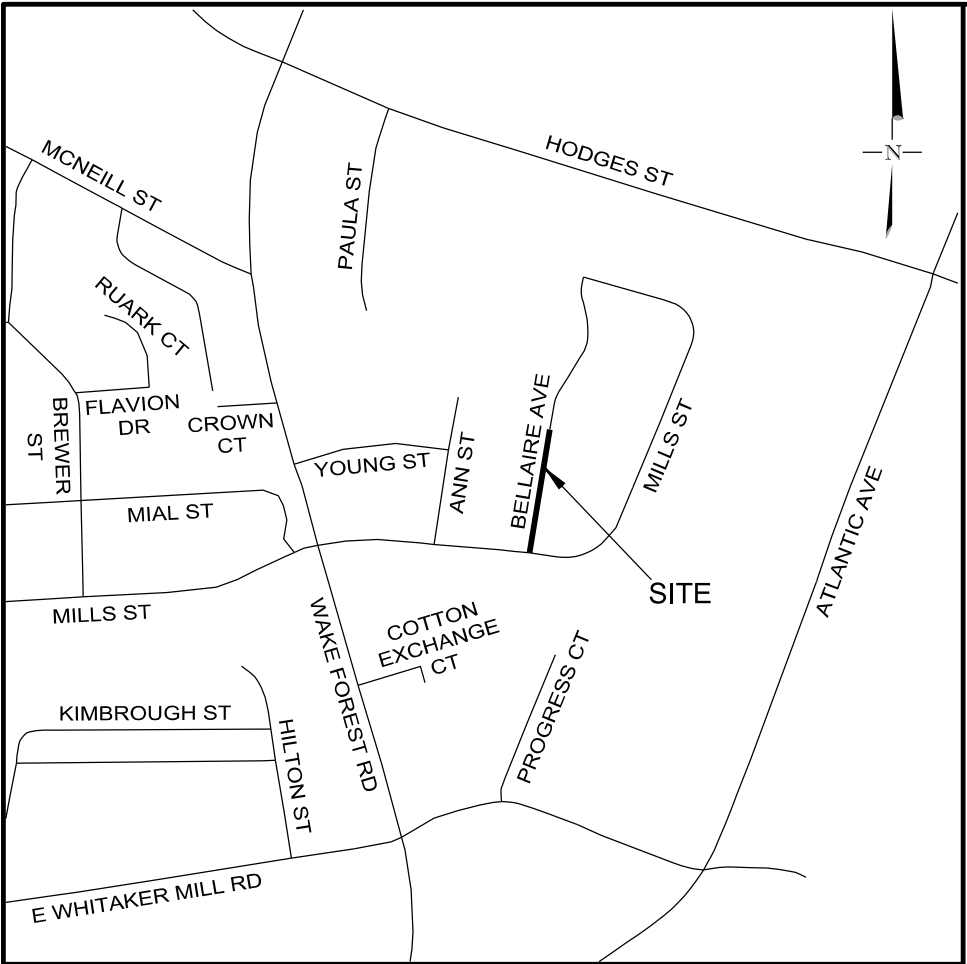 HODGES ST
MCNEILL ST
N
PAULA ST
RUARK CT
FLAVION
DR
CROWN
CT
BREWER
ST
BELLAIRE AVE
MILLS ST
YOUNG ST
ANN ST
MIAL ST
ATLANTIC AVE
SITE
MILLS ST
WAKE FOREST RD
COTTON
EXCHANGE
CT
PROGRESS CT
KIMBROUGH ST
HILTON ST
E WHITAKER MILL RD